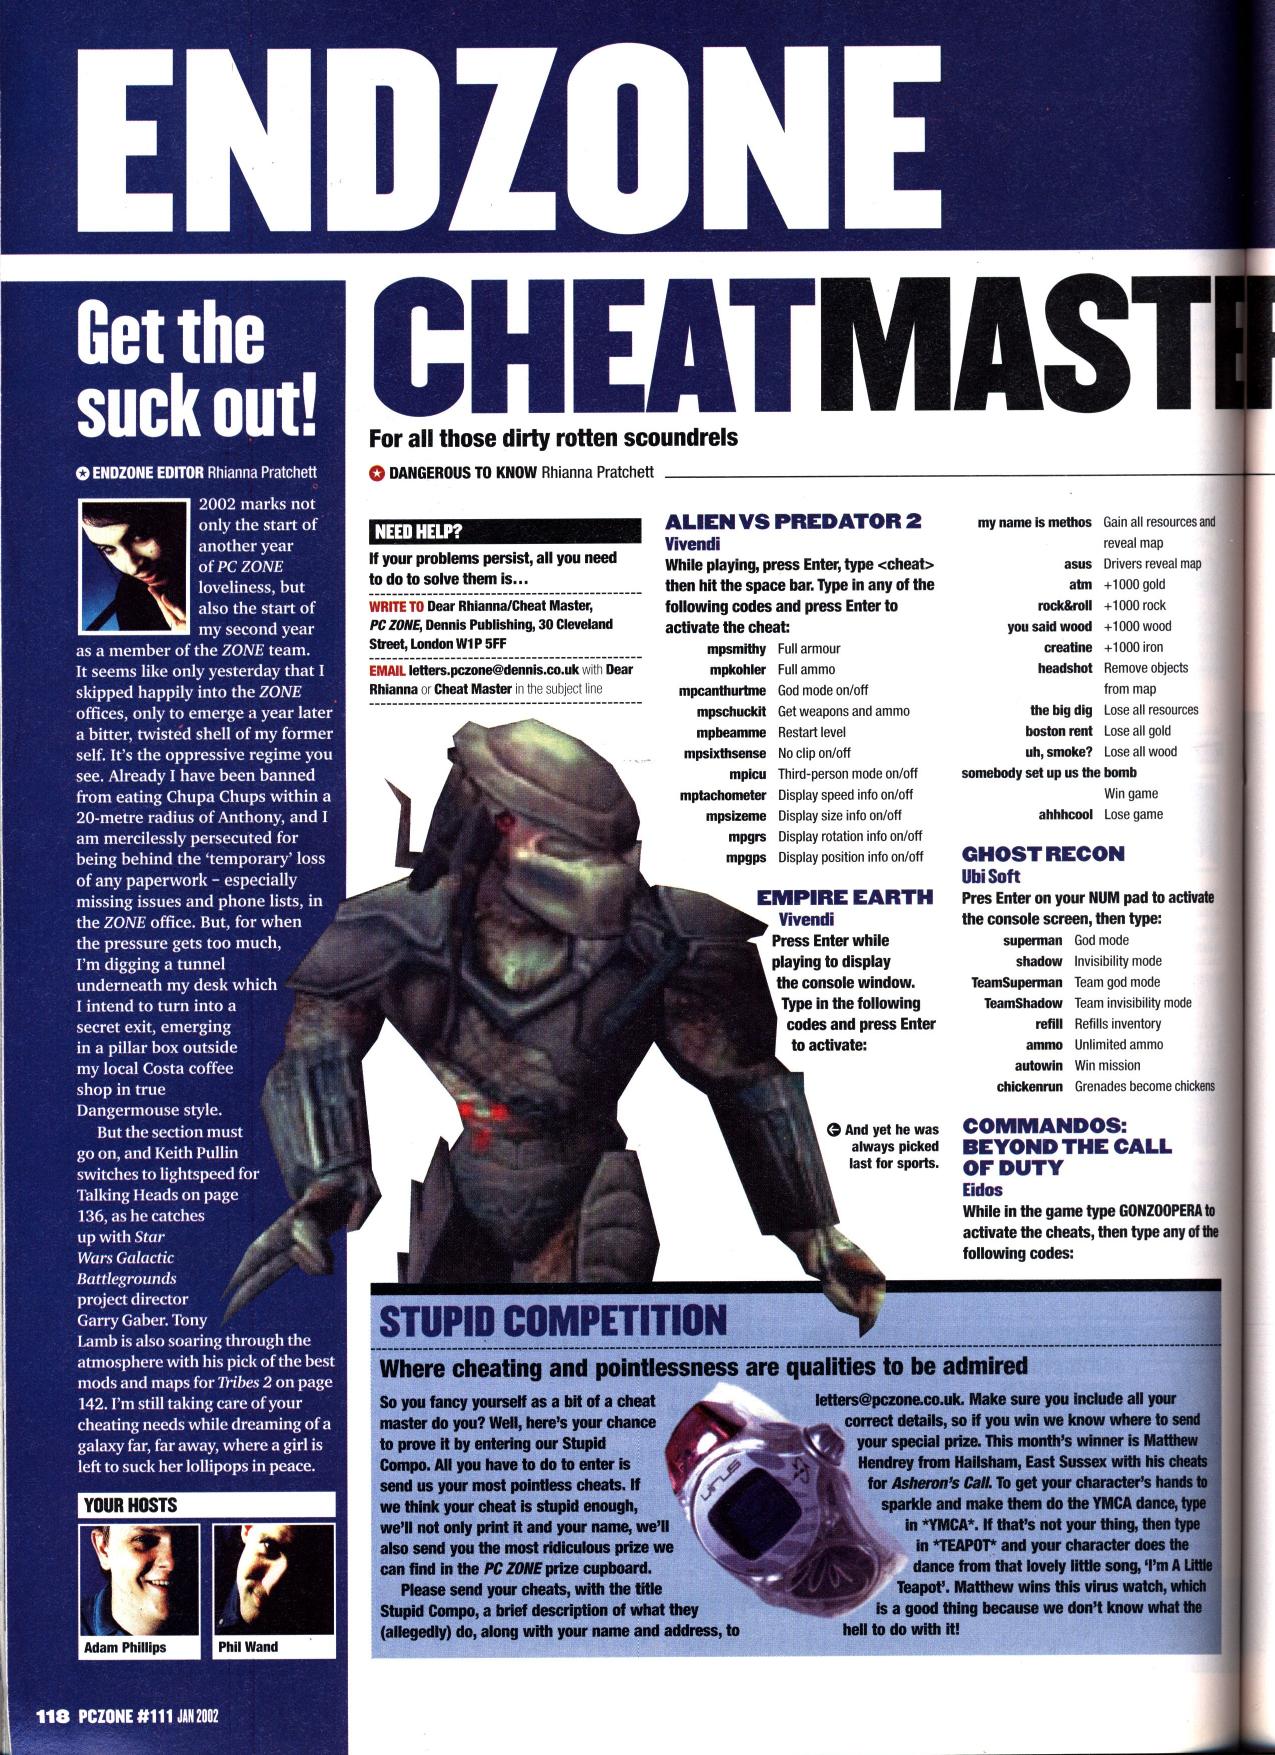 ENDZONE
Get the
suck out!
ENDZONE EDITOR Rhianna Pratchett
2002 marks not
only the start of
another year
of PC ZONE
loveliness, but
also the start of
my second year
as a member of the ZONE team.
It seems like only yesterday that I
skipped happily into the ZONE
offices, only to emerge a year later
a bitter, twisted shell of my former
self. It's the oppressive regime you
see. Already I have been banned
from eating Chupa Chups within a
20-metre radius of Anthony, and I
am mercilessly persecuted for
being behind the 'temporary' loss
of any paperwork – especially
missing issues and phone lists, in
the ZONE office. But, for when
the pressure gets too much,
I'm digging a tunnel
underneath my desk which
I intend to turn into a
secret exit, emerging
in a pillar box outside
my local Costa coffee
shop in true
Dangermouse style.
But the section must
go on, and Keith Pullin
switches to lightspeed for
Talking Heads on page
136, as he catches
up with Star
Wars Galactic
Battlegrounds
project director
Garry Gaber. Tony
Lamb is also soaring through the
atmosphere with his pick of the best
mods and maps for Tribes 2 on page
142. I'm still taking care of your
cheating needs while dreaming of a
galaxy far, far away, where a girl is
left to suck her lollipops in peace.
YOUR HOSTS
Adam Phillips
Phil Wand
CHEATMASTE
For all those dirty rotten scoundrels
DANGEROUS TO KNOW Rhianna Pratchett
NEED HELP?
If your problems persist, all you need
to do to solve them is...
WRITE TO Dear Rhianna/Cheat Master,
PC ZONE, Dennis Publishing, 30 Cleveland
Street, London W1P 5FF
EMAIL letters.pczone@dennis.co.uk with Dear
Rhianna or Cheat Master in the subject line
ALIEN VS PREDATOR 2
Vivendi
While playing, press Enter, type <cheat>
then hit the space bar. Type in any of the
following codes and press Enter to
activate the cheat:
mpsmithy Full armour
mpkohler Full ammo
mpcanthurtme God mode on/off
mpschuckit Get weapons and ammo
mpbeamme Restart level
mpsixthsense No clip on/off
mpicu Third-person mode on/off
mptachometer Display speed info on/off
mpsizeme Display size info on/off
mpgrs Display rotation info on/off
mpgps Display position info on/off
EMPIRE EARTH
Vivendi
Press Enter while
playing to display
the console window.
Type in the following
codes and press Enter
to activate:
And yet he was
always picked
last for sports.
my name is methos Gain all resources and
reveal map
asus Drivers reveal map
atm +1000 gold
rock&roll +1000 rock
you said wood +1000 wood
creatine +1000 iron
headshot Remove objects
from map
the big dig Lose all resources
boston rent Lose all gold
uh, smoke? Lose all wood
somebody set up us the bomb
Win game
ahhhcool Lose game
GHOST RECON
Ubi Soft
Pres Enter on your NUM pad to activate
the console screen, then type:
superman God mode
shadow Invisibility mode
TeamSuperman Team god mode
TeamShadow Team invisibility mode
refill Refills inventory
ammo Unlimited ammo
autowin Win mission
chickenrun Grenades become chickens
COMMANDOS:
BEYOND THE CALL
OF DUTY
Eidos
While in the game type GONZOOPERA to
activate the cheats, then type any of the
following codes:
STUPID COMPETITION
Where cheating and pointlessness are qualities to be admired
So you fancy yourself as a bit of a cheat
master do you? Well, here's your chance
to prove it by entering our Stupid
Compo. All you have to do to enter is
send us your most pointless cheats. If
we think your cheat is stupid enough,
we'll not only print it and your name, we'll
also send you the most ridiculous prize we
can find in the PC ZONE prize cupboard.
Please send your cheats, with the title
Stupid Compo, a brief description of what they
(allegedly) do, along with your name and address, to
virus
letters@pczone.co.uk. Make sure you include all your
correct details, so if you win we know where to send
your special prize. This month's winner is Matthew
Hendrey from Hailsham, East Sussex with his cheats
for Asheron's Call. To get your character's hands to
sparkle and make them do the YMCA dance, type
in *YMCA*. If that's not your thing, then type
in *TEAPOT* and your character does the
dance from that lovely little song, 'I'm A Little
Teapot'. Matthew wins this virus watch, which
is a good thing because we don't know what the
hell to do with it!
118 PCZONE #111 JAN 2002